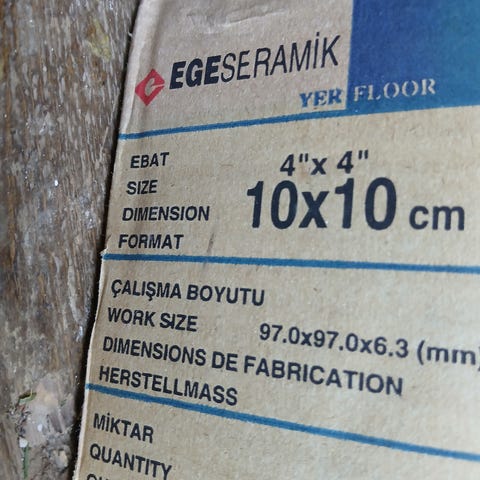 EGESERAMİK
YER FLOOR
EBAT
SIZE
DIMENSION
FORMAT
4"x 4"
10x10 cm
ÇALIŞMA BOYUTU
WORK SIZE
DIMENSIONS DE FABRICATION
HERSTELLMASS
97.0x97.0x6.3 (mm)
MİKTAR
QUANTITY